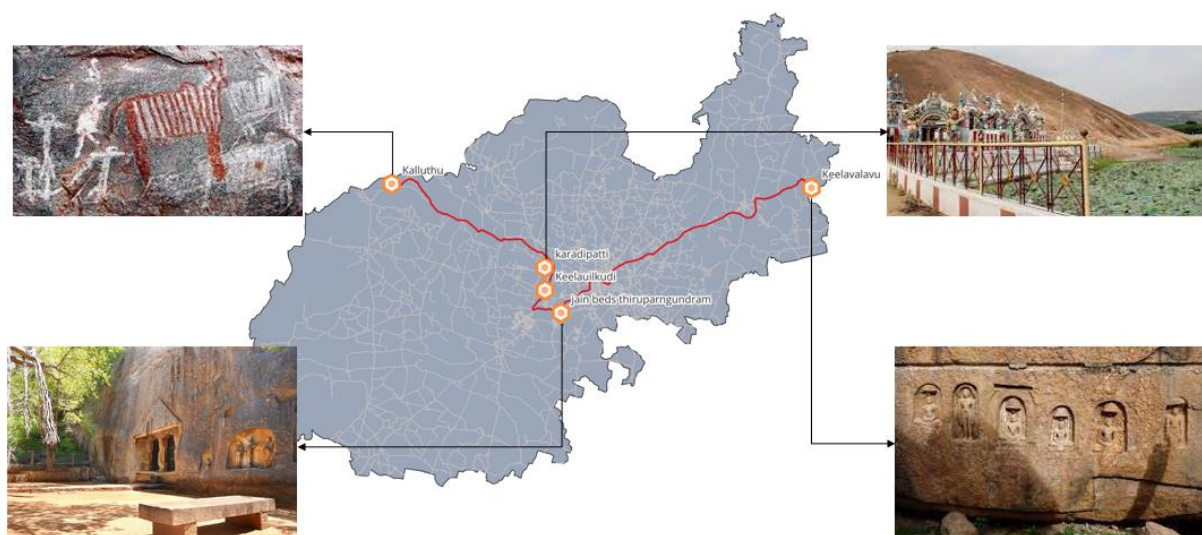 Kalluthu
Keelavalavu
karadipatti
Keelauilkudi
jain beds thiruparngundram